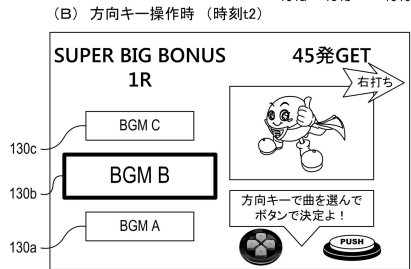 (B) 方向キー操作時 (時刻t2)
SUPER BIG BONUS
1R
45発GET
右打ち
BGM C
130c
BGM B
130b
BGM A
130a
方向キーで曲を選んで
ボタンで決定よ!
PUSH